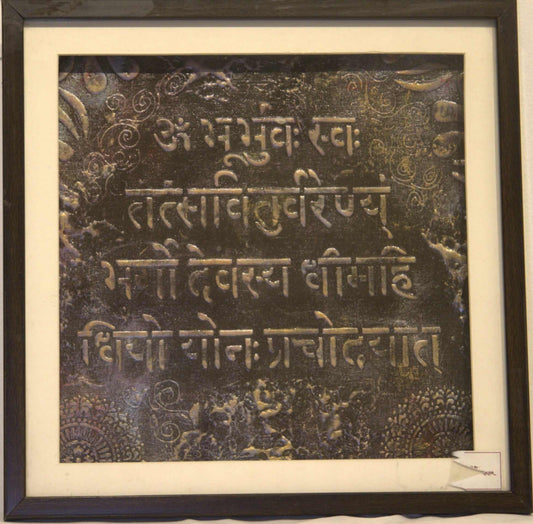 ॐ भूर्भुवः स्वः
तत्सवितुर्वरेण्यं
भर्गो देवस्य धीमहि
धियो योनः प्रचोदयात्